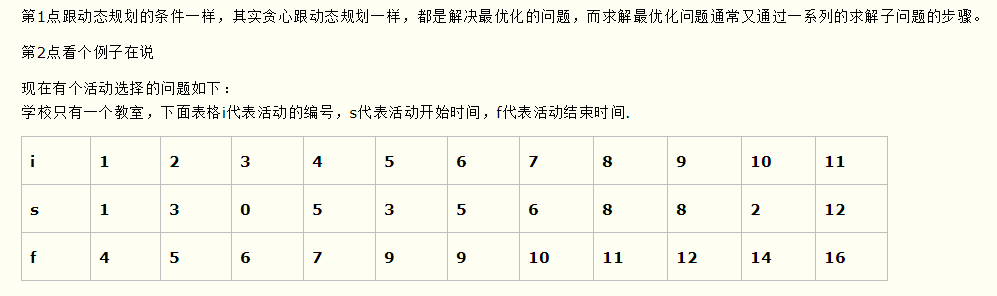 第1点跟动态规划的条件一样，其实贪心跟动态规划一样，都是解决最优化的问题，而求解最优化问题通常又通过一系列的求解子问题的步骤。
第2点看个例子在说
现在有个活动选择的问题如下：
学校只有一个教室，下面表格i代表活动的编号，s代表活动开始时间，f代表活动结束时间.
i 1 2 3 4 5 6 7 8 9 10 11
s 1 3 0 5 3 5 6 8 8 2 12
f 4 5 6 7 9 9 10 11 12 14 16